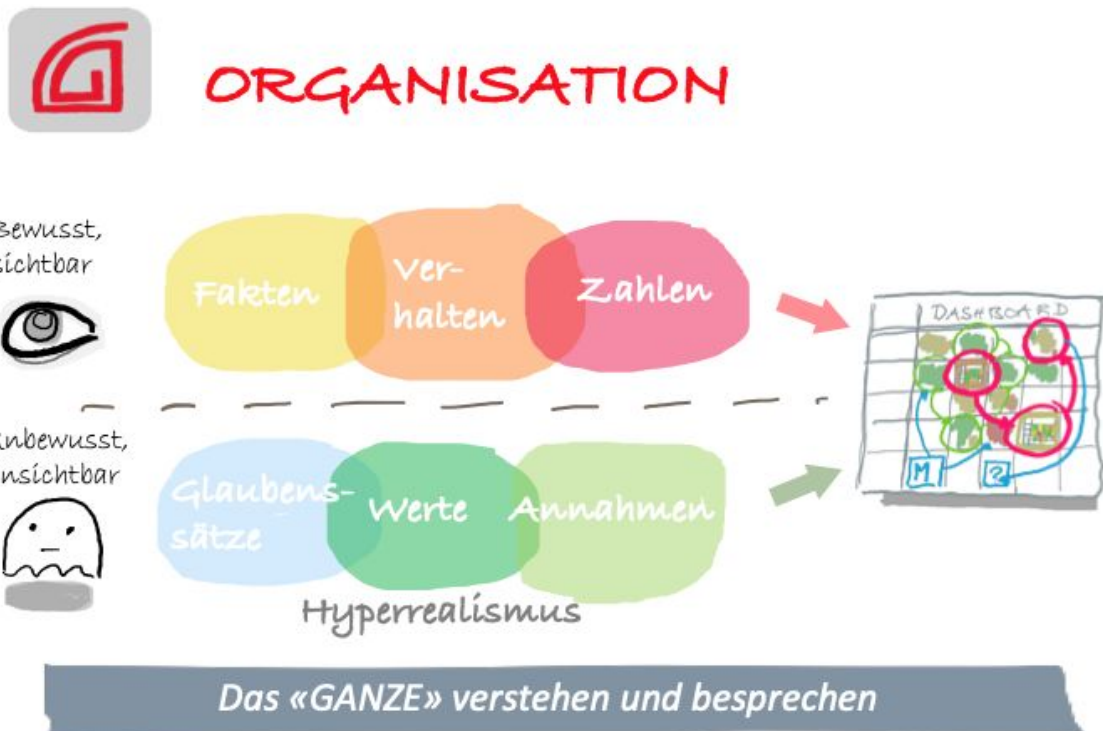 ORGANISATION
Bewusst,
sichtbar
Fakten
Ver-
halten
Zahlen
DASHBOARD
M
?
Unbewusst,
unsichtbar
Glaubens-
sätze
Werte
Annahmen
Hyperrealismus
Das «GANZE» verstehen und besprechen